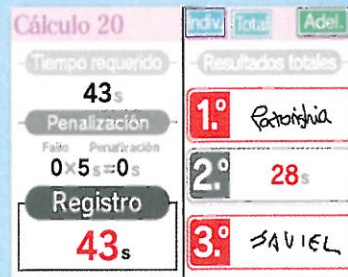 Cálculo 20
Tiempo requerido
43s
Penalización
Fallo Penalización
0×5s=0s
Registro
43s
Indiv. Total Adel.
Resultados totales
1.º
2.º 28s
3.º SAVIEL